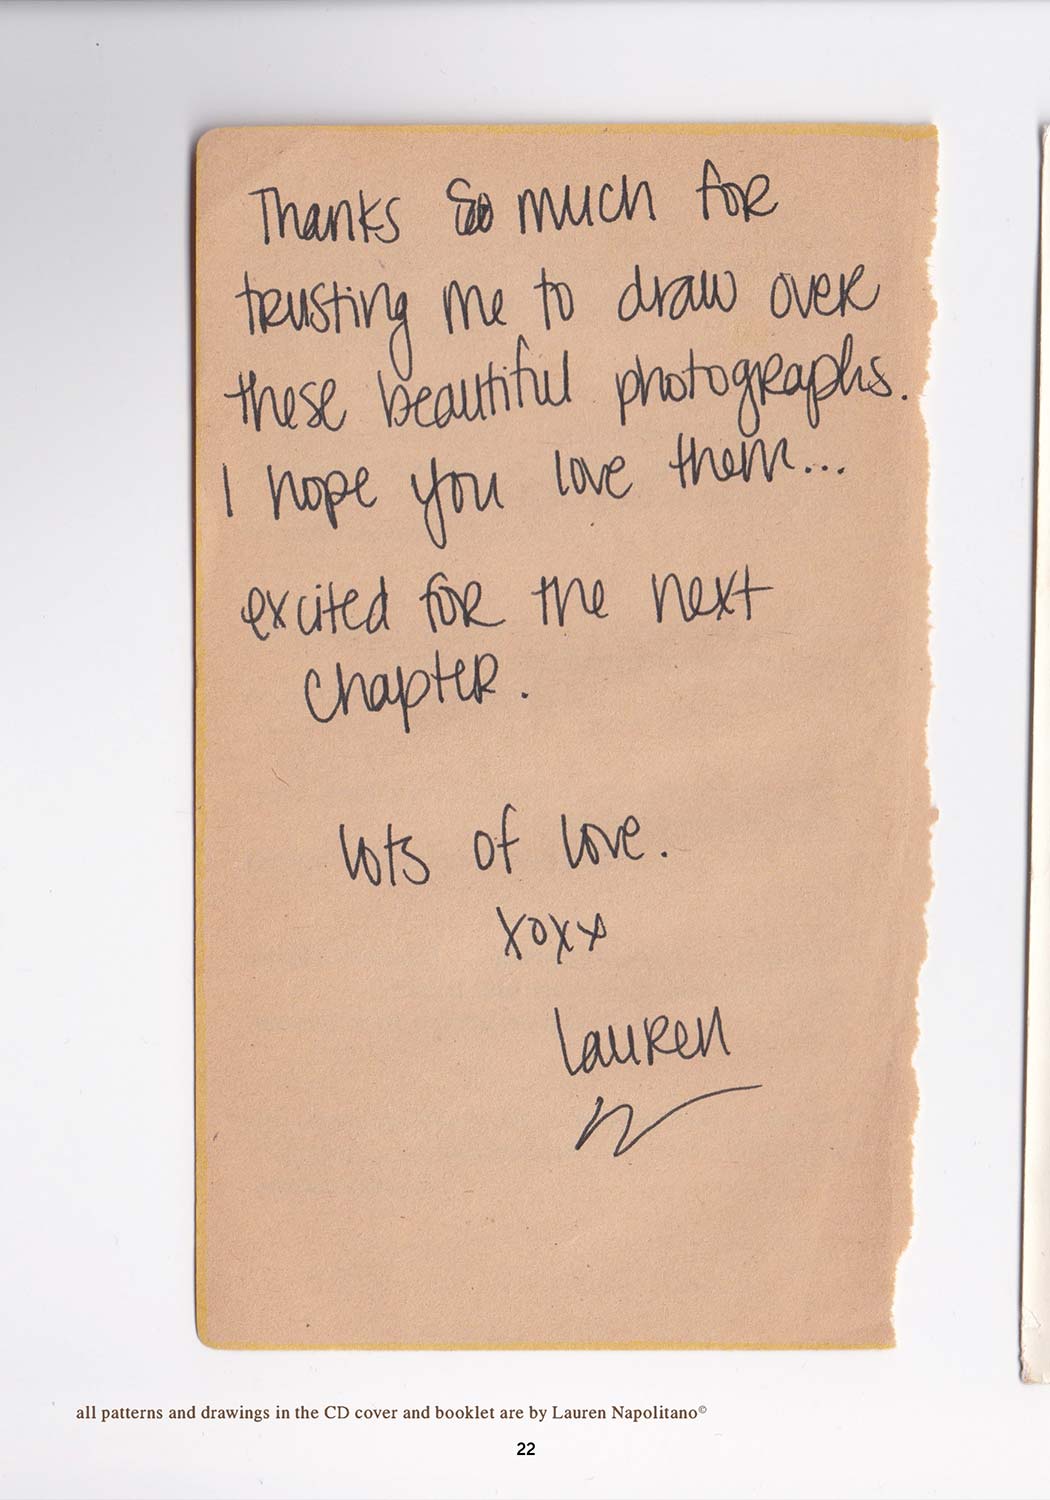 Thanks so much for
trusting me to draw over
these beautiful photographs.
I hope you love them...
excited for the next
chapter.
lots of love.
xoxx
Lauren
all patterns and drawings in the CD cover and booklet are by Lauren Napolitano©
22